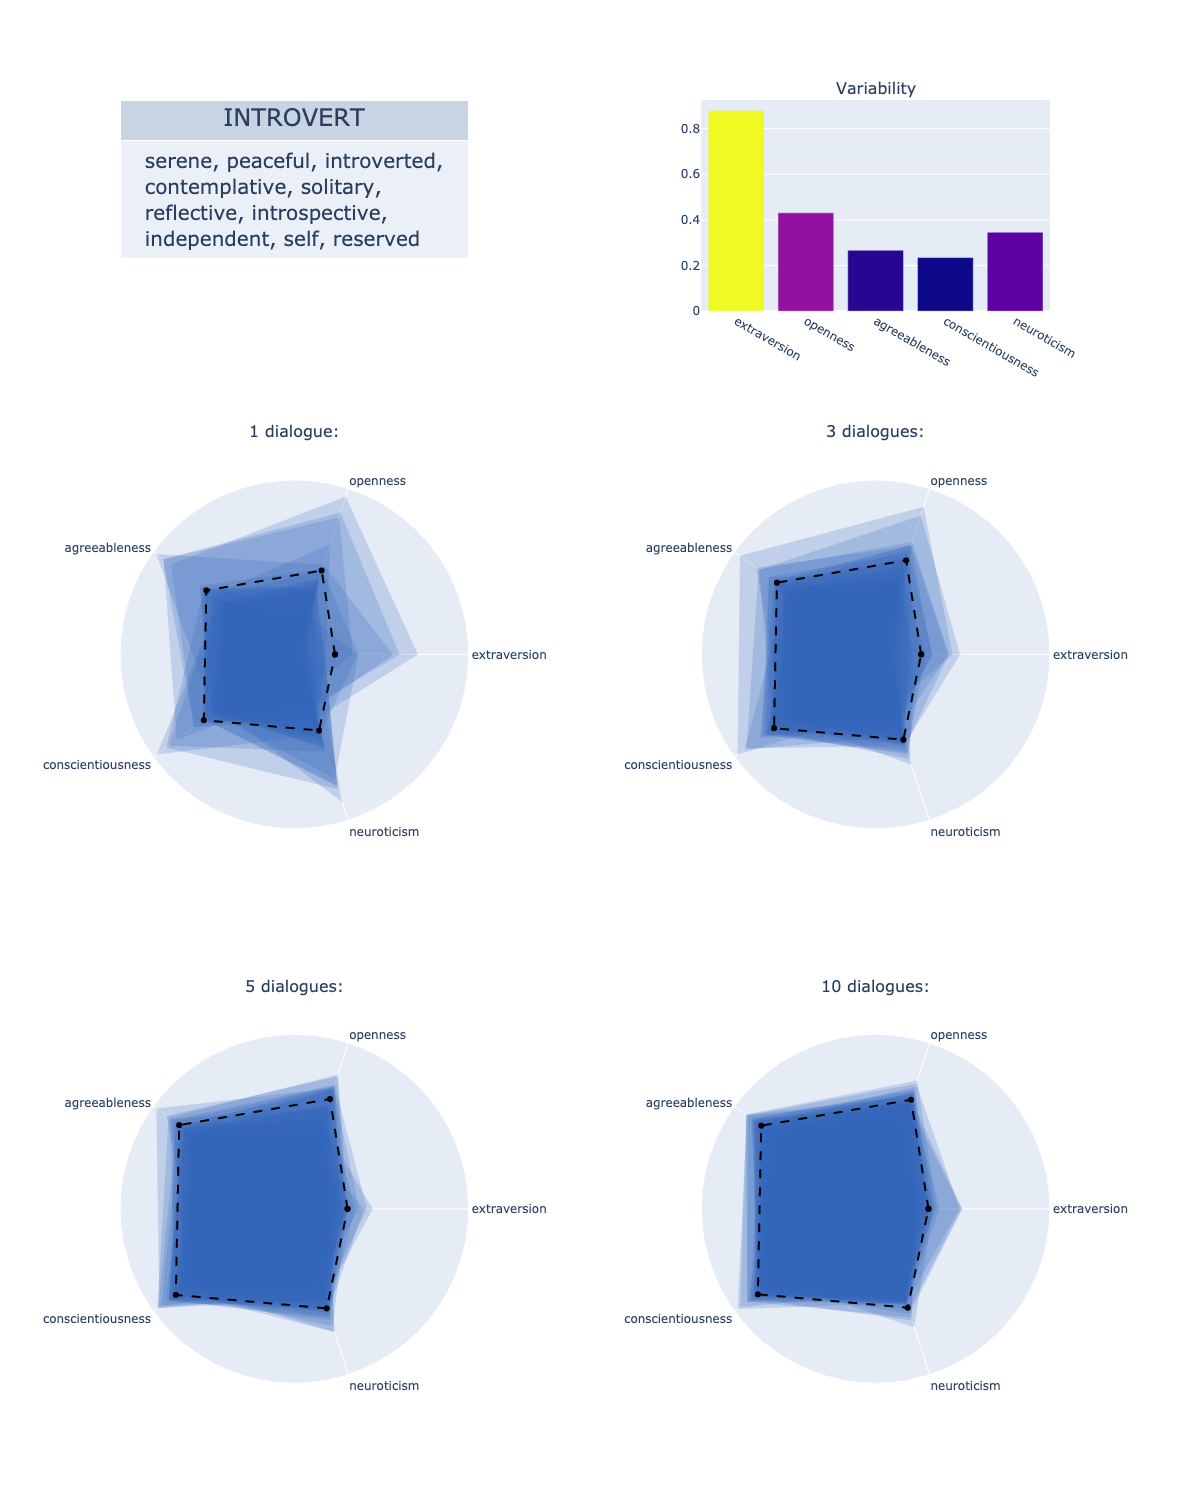 INTROVERT
serene, peaceful, introverted,
contemplative, solitary,
reflective, introspective,
independent, self, reserved
Variability
0.8
0.6
0.4
0.2
0
extraversion
openness
agreeableness
conscientiousness
neuroticism
1 dialogue:
openness
agreeableness
extraversion
conscientiousness
neuroticism
3 dialogues:
openness
agreeableness
extraversion
conscientiousness
neuroticism
5 dialogues:
openness
agreeableness
extraversion
conscientiousness
neuroticism
10 dialogues:
openness
agreeableness
extraversion
conscientiousness
neuroticism